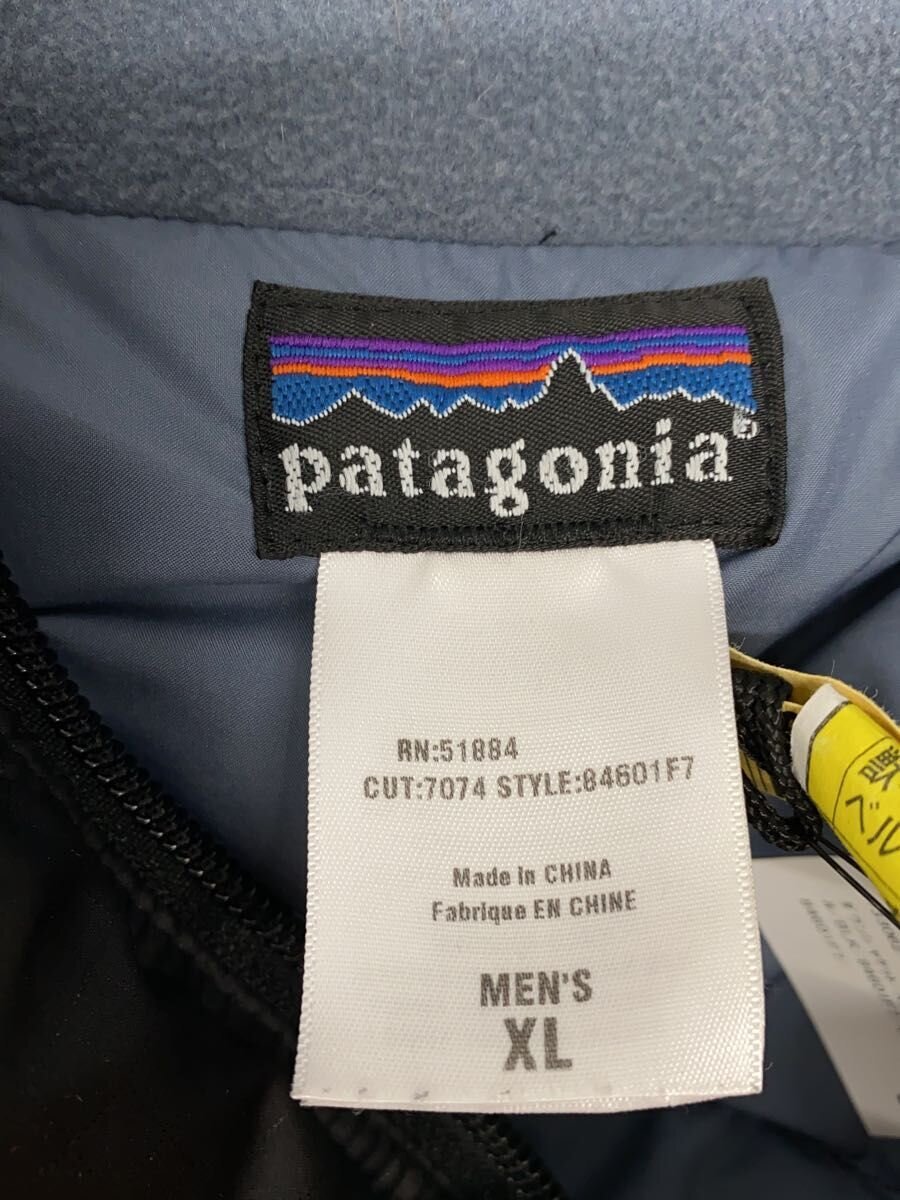 patagonia®
RN:51884
CUT:7074 STYLE:84601F7
Made in CHINA
Fabrique EN CHINE
MEN'S
XL